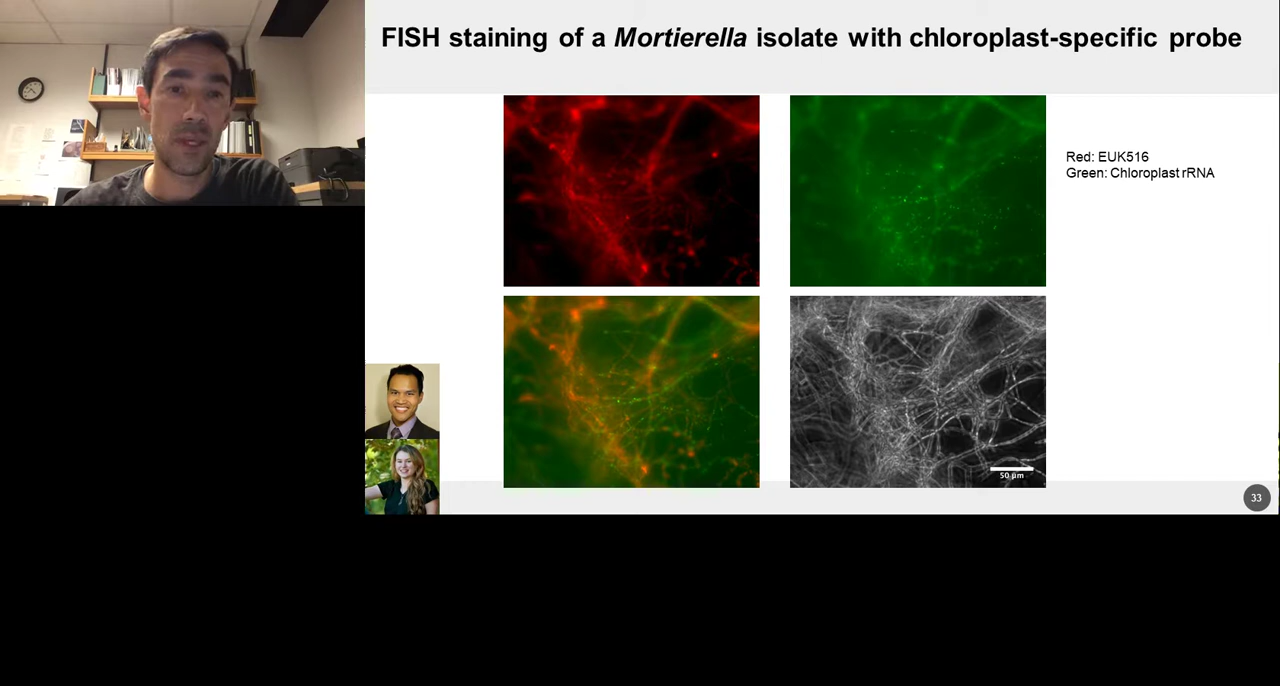 FISH staining of a Mortierella isolate with chloroplast-specific probe
Red: EUK516
Green: Chloroplast rRNA
50 µm
33